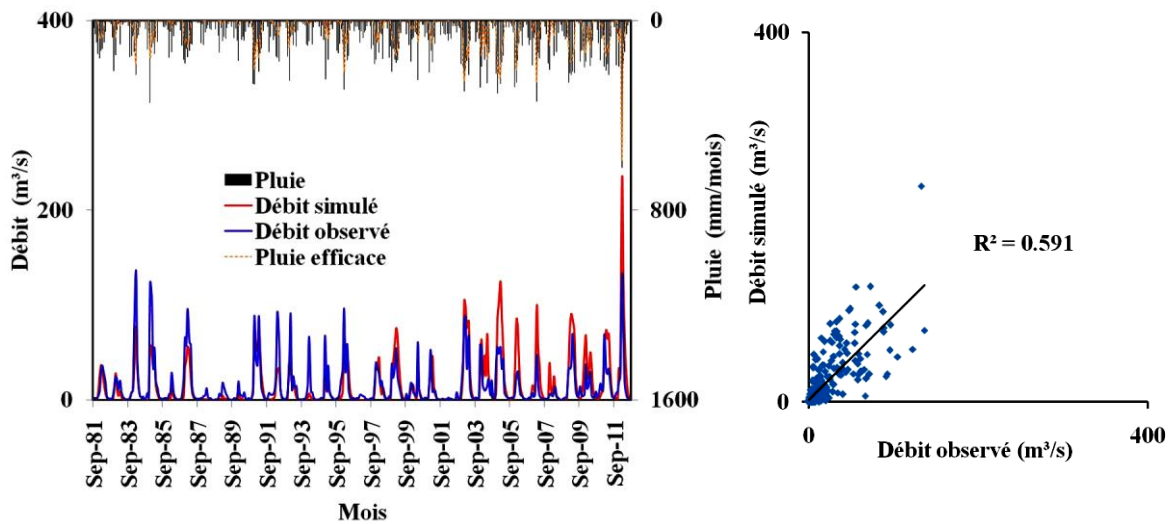 400
200
0
Débit (m³/s)
Pluie
Débit simulé
Débit observé
Pluie efficace
0
800
1600
Pluie (mm/mois)
Sep-81
Sep-83
Sep-85
Sep-87
Sep-89
Sep-91
Sep-93
Sep-95
Sep-97
Sep-99
Sep-01
Sep-03
Sep-05
Sep-07
Sep-09
Sep-11
Mois
400
0
Débit simulé (m³/s)
R² = 0.591
0
400
Débit observé (m³/s)